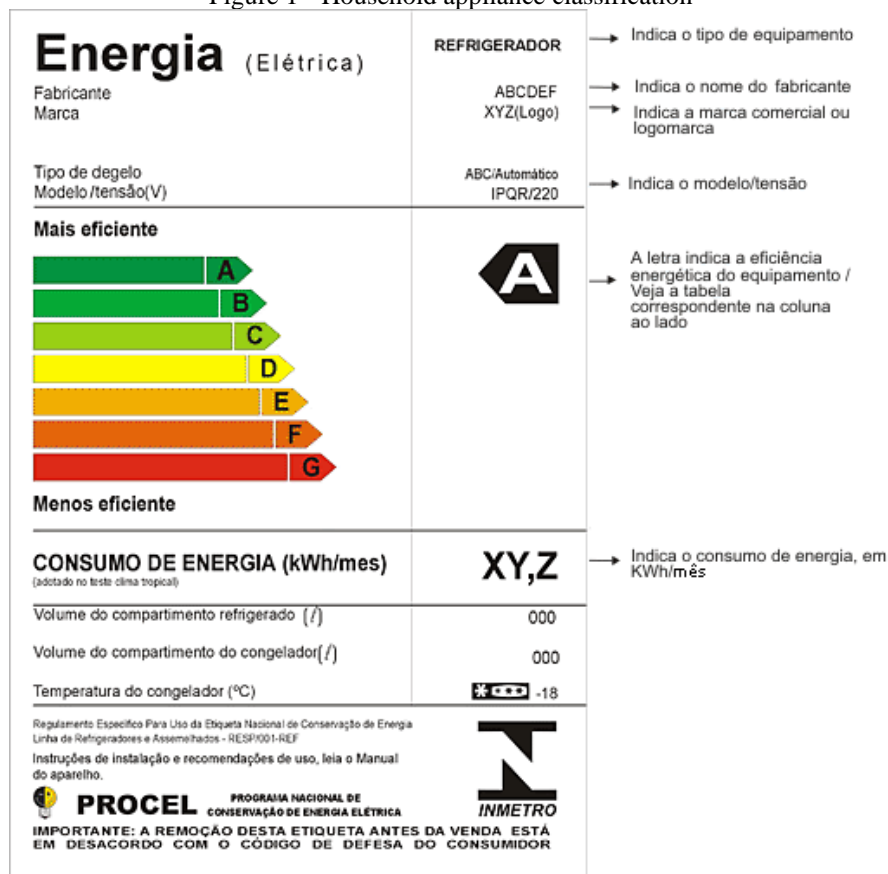 Figure 1 - Household appliance classification
Energia (Elétrica)
REFRIGERADOR
Indica o tipo de equipamento
Fabricante
ABCDEF
Indica o nome do fabricante
Marca
XYZ(Logo)
Indica a marca comercial ou
logomarca
Tipo de degelo
ABC/Automático
Modelo/tensão(V)
IPQR/220
Indica o modelo/tensão
Mais eficiente
A
B
C
D
E
F
G
Menos eficiente
A
A letra indica a eficiência
energética do equipamento /
Veja a tabela
correspondente na coluna
ao lado
CONSUMO DE ENERGIA (kWh/mes)
(adotado no teste clima tropical)
XY,Z
Indica o consumo de energia, em
KWh/mês
Volume do compartimento refrigerado (l)
000
Volume do compartimento do congelador(l)
000
Temperatura do congelador (ºC)
-18
Regulamento Específico Para Uso da Etiqueta Nacional de Conservação de Energia
Linha de Refrigeradores e Assemelhados - RESP/001-REF
Instruções de instalação e recomendações de uso, leia o Manual
do aparelho.
PROCEL
PROGRAMA NACIONAL DE
CONSERVAÇÃO DE ENERGIA ELÉTRICA
INMETRO
IMPORTANTE: A REMOÇÃO DESTA ETIQUETA ANTES DA VENDA ESTÁ
EM DESACORDO COM O CÓDIGO DE DEFESA DO CONSUMIDOR